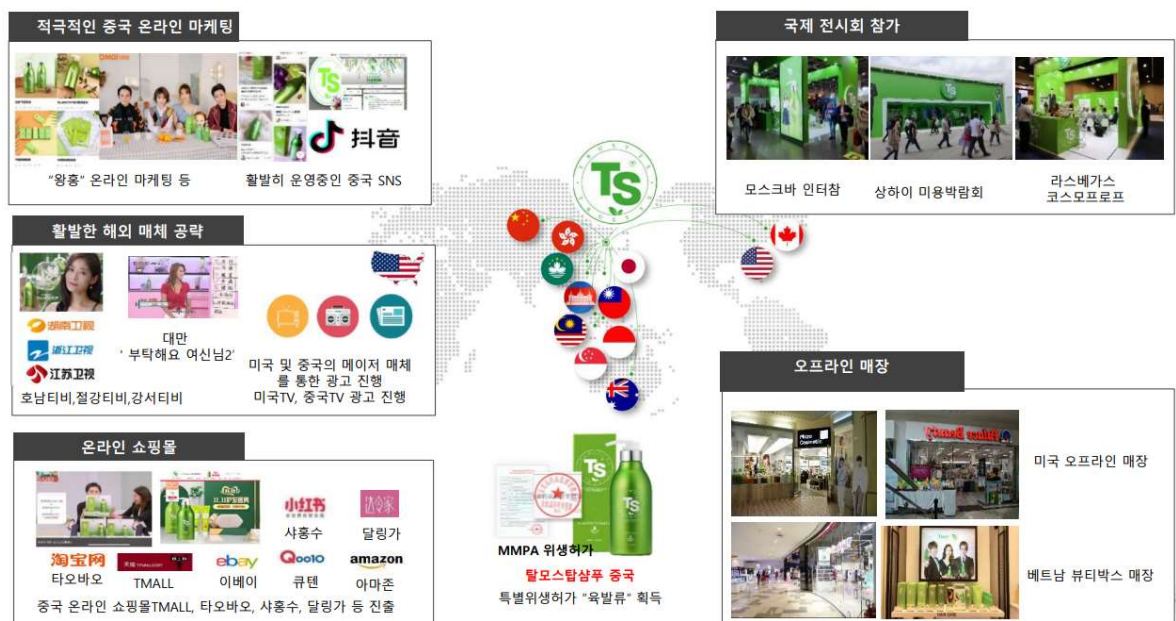 적극적인 중국 온라인 마케팅
抖音
"왕홍" 온라인 마케팅 등
활발히 운영중인 중국 SNS
활발한 해외 매체 공략
湖南卫视
浙江卫视
江苏卫视
호남티비,절강티비,강서티비
대만
' 부탁해요 여신님2'
미국 및 중국의 메이저 매체
를 통한 광고 진행
미국TV, 중국TV 광고 진행
온라인 쇼핑몰
小红书
샤홍수
达令家
달링가
淘宝网
타오바오
TMALL
ebay
이베이
Qoo10
큐텐
amazon
아마존
중국 온라인 쇼핑몰TMALL, 타오바오, 샤홍수, 달링가 등 진출
TS
TS
TS
MMPA 위생허가
탈모스탑샴푸 중국
특별위생허가 "육발류" 획득
국제 전시회 참가
TS
모스크바 인터참
상하이 미용박람회
라스베가스
코스모프로프
오프라인 매장
미국 오프라인 매장
베트남 뷰티박스 매장